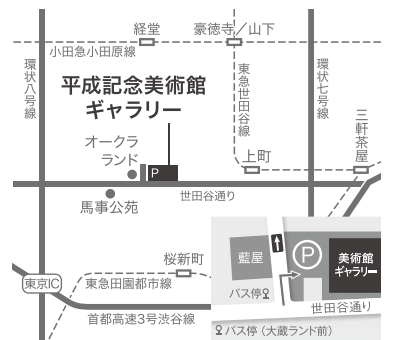 経堂
豪徳寺／山下
小田急小田原線
環状八号線
平成記念美術館
ギャラリー
東急世田谷線
環状七号線
三軒茶屋
オークラ
ランド
P
上町
世田谷通り
馬事公苑
桜新町
東京IC
東急田園都市線
首都高速3号渋谷線
藍屋
P
美術館
ギャラリー
バス停
世田谷通り
バス停（大蔵ランド前）